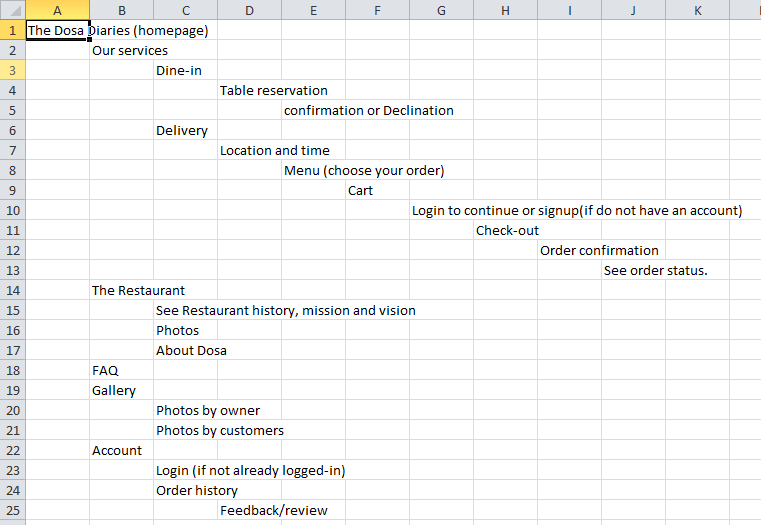 A B C D E F G H I J K
1 The Dosa Diaries (homepage)
2 Our services
3 Dine-in
4 Table reservation
5 confirmation or Declination
6 Delivery
7 Location and time
8 Menu (choose your order)
9 Cart
10 Login to continue or signup(if do not have an account)
11 Check-out
12 Order confirmation
13 See order status.
14 The Restaurant
15 See Restaurant history, mission and vision
16 Photos
17 About Dosa
18 FAQ
19 Gallery
20 Photos by owner
21 Photos by customers
22 Account
23 Login (if not already logged-in)
24 Order history
25 Feedback/review